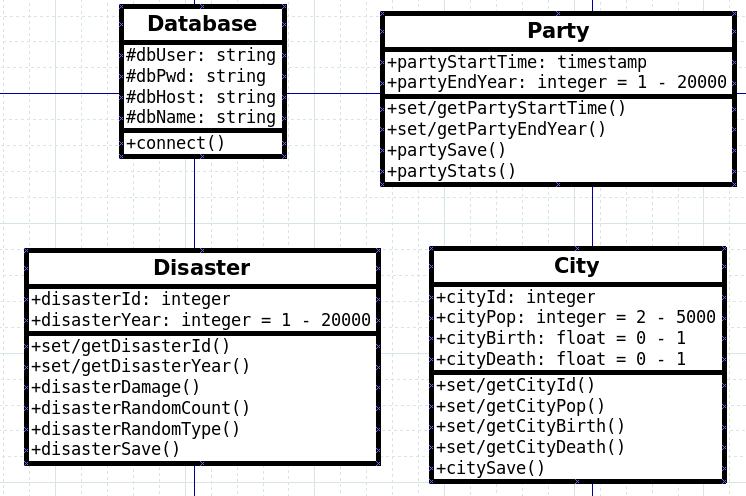 Database
#dbUser: string
#dbPwd: string
#dbHost: string
#dbName: string
+connect()
Party
+partyStartTime: timestamp
+partyEndYear: integer = 1 - 20000
+set/getPartyStartTime()
+set/getPartyEndYear()
+partySave()
+partyStats()
Disaster
+disasterId: integer
+disasterYear: integer = 1 - 20000
+set/getDisasterId()
+set/getDisasterYear()
+disasterDamage()
+disasterRandomCount()
+disasterRandomType()
+disasterSave()
City
+cityId: integer
+cityPop: integer = 2 - 5000
+cityBirth: float = 0 - 1
+cityDeath: float = 0 - 1
+set/getCityId()
+set/getCityPop()
+set/getCityBirth()
+set/getCityDeath()
+citySave()